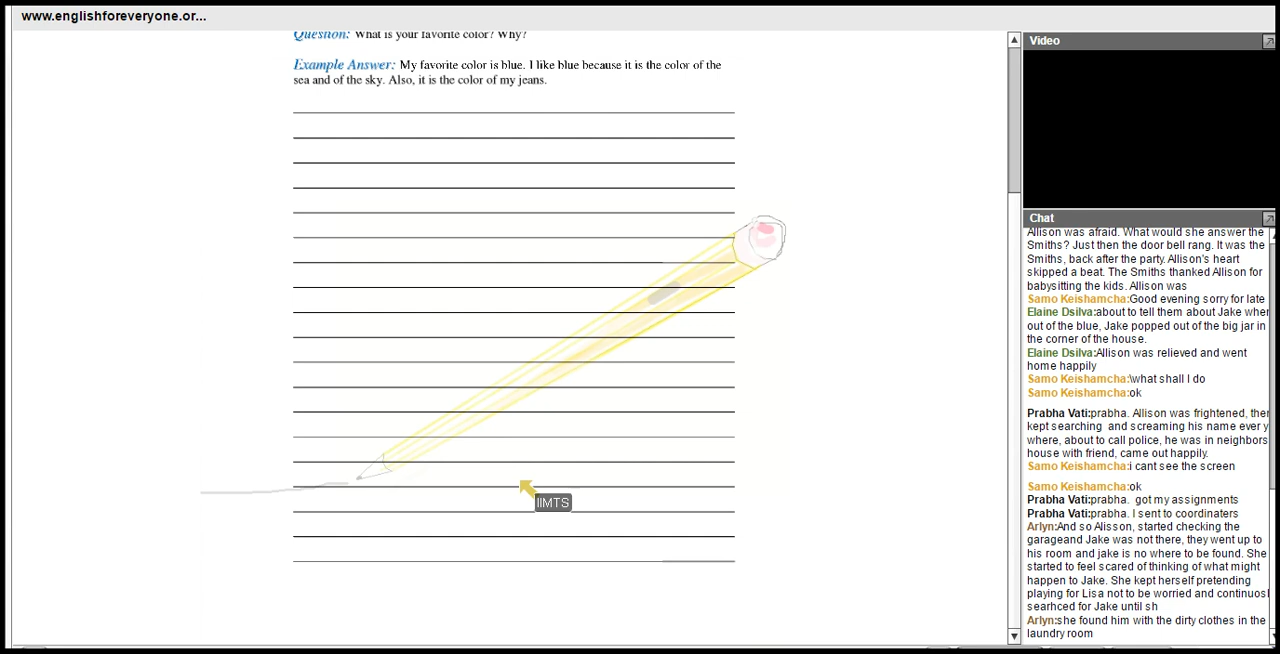 www.englishforeveryone.or...
Question: What is your favorite color? Why?
Example Answer: My favorite color is blue. I like blue because it is the color of the
sea and of the sky. Also, it is the color of my jeans.
IIMTS
Video
Chat
Allison was afraid. What would she answer the
Smiths? Just then the door bell rang. It was the
Smiths, back after the party. Allison's heart
skipped a beat. The Smiths thanked Allison for
babysitting the kids. Allison was
Samo Keishamcha:Good evening sorry for late
Elaine Dsilva:about to tell them about Jake when
out of the blue, Jake popped out of the big jar in
the corner of the house.
Elaine Dsilva:Allison was relieved and went
home happily
Samo Keishamcha:\what shall I do
Samo Keishamcha:ok
Prabha Vati:prabha. Allison was frightened, then
kept searching and screaming his name ever y
where, about to call police, he was in neighbors
house with friend, came out happily.
Samo Keishamcha:i cant see the screen
Samo Keishamcha:ok
Prabha Vati:prabha. got my assignments
Prabha Vati:prabha. I sent to coordinaters
Arlyn:And so Alisson, started checking the
garageand Jake was not there, they went up to
his room and jake is no where to be found. She
started to feel scared of thinking of what might
happen to Jake. She kept herself pretending
playing for Lisa not to be worried and continuosl
searhced for Jake until sh
Arlyn:she found him with the dirty clothes in the
laundry room